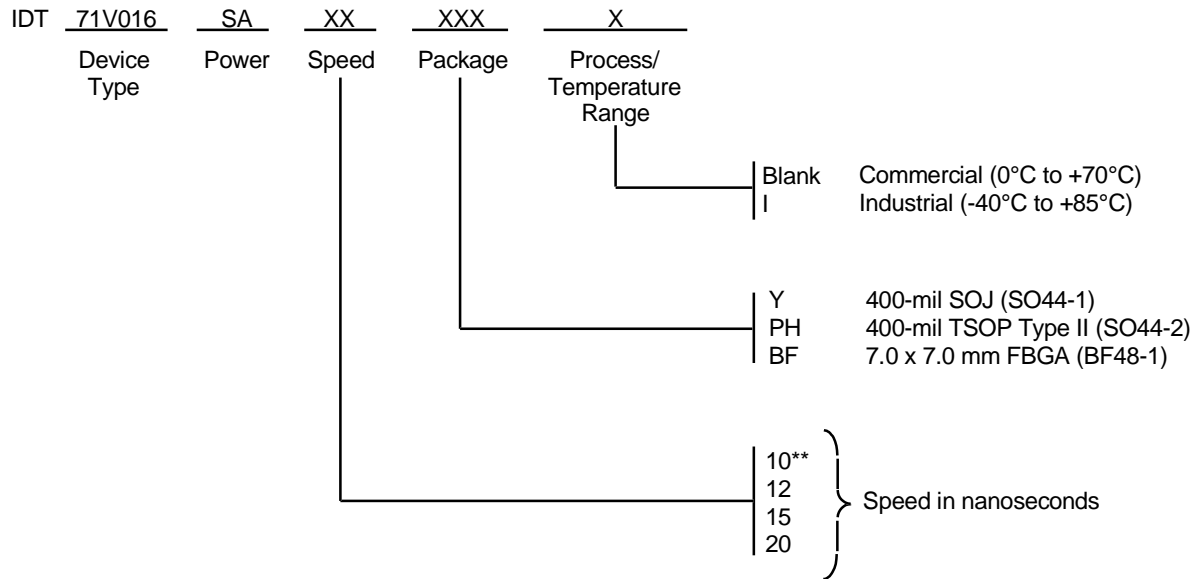 IDT 71V016 SA XX XXX X
Device Type
Power
Speed
Package
Process/
Temperature
Range
Blank Commercial (0°C to +70°C)
I Industrial (-40°C to +85°C)
Y 400-mil SOJ (SO44-1)
PH 400-mil TSOP Type II (SO44-2)
BF 7.0 x 7.0 mm FBGA (BF48-1)
10**
12
15
20
Speed in nanoseconds